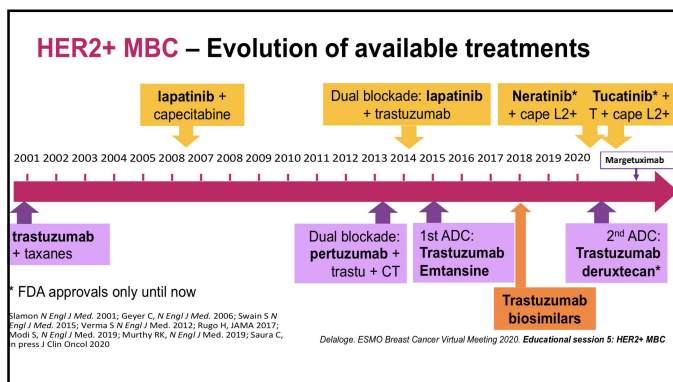 HER2+ MBC – Evolution of available treatments
lapatinib +
capecitabine
Dual blockade: lapatinib
+ trastuzumab
Neratinib*
+ cape L2+
Tucatinib* +
T + cape L2+
2001 2002 2003 2004 2005 2006 2007 2008 2009 2010 2011 2012 2013 2014 2015 2017 2018 2019 2020
Margetuximab
trastuzumab
+ taxanes
Dual blockade:
pertuzumab +
trastu + CT
1st ADC:
Trastuzumab
Emtansine
2nd ADC:
Trastuzumab
deruxtecan*
Trastuzumab
biosimilars
* FDA approvals only until now
Slamon N Engl J Med. 2001; Geyer C, N Engl J Med. 2006; Swain S N
Engl J Med. 2015; Verma S N Engl J Med. 2012; Rugo H, JAMA 2017;
Modi S, N Engl J Med. 2019; Murthy RK, N Engl J Med. 2019; Saura C,
n press J Clin Oncol 2020
Delaloge. ESMO Breast Cancer Virtual Meeting 2020. Educational session 5: HER2+ MBC